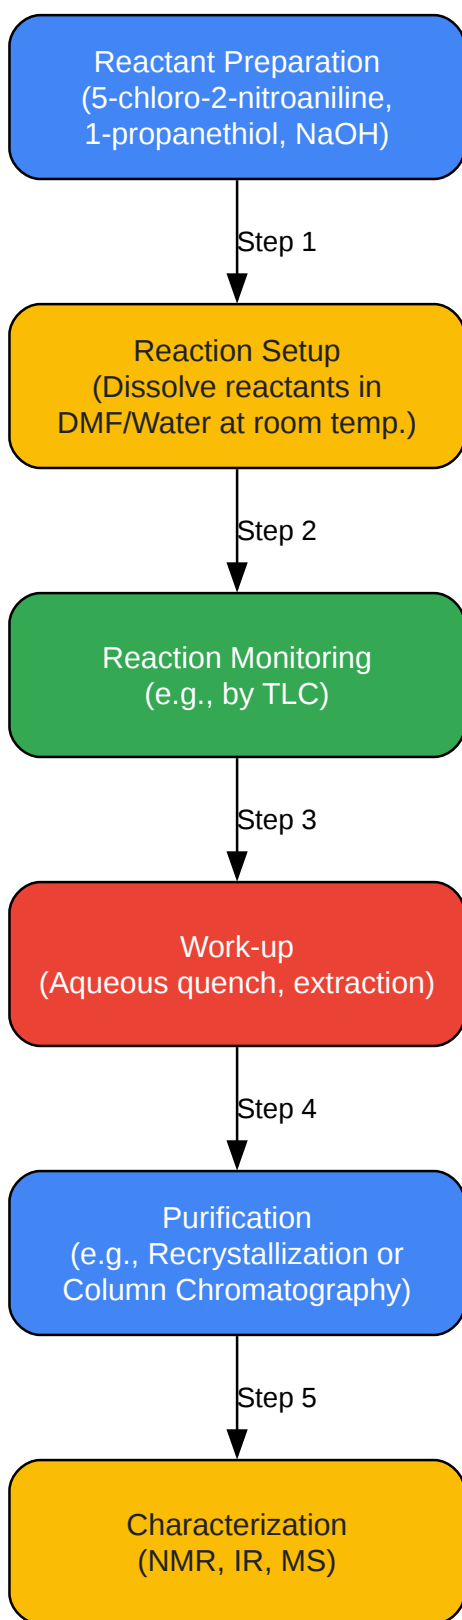 Reactant Preparation
(5-chloro-2-nitroaniline,
1-propanethiol, NaOH)
Step 1
Reaction Setup
(Dissolve reactants in
DMF/Water at room temp.)
Step 2
Reaction Monitoring
(e.g., by TLC)
Step 3
Work-up
(Aqueous quench, extraction)
Step 4
Purification
(e.g., Recrystallization or
Column Chromatography)
Step 5
Characterization
(NMR, IR, MS)